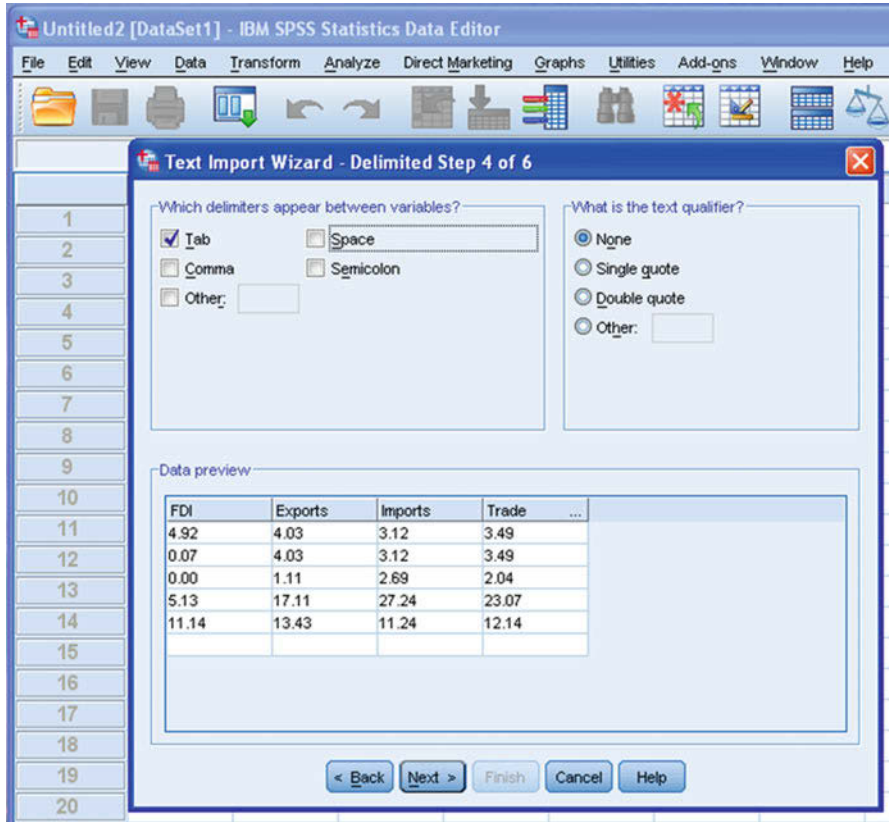 Untitled2 [DataSet1] - IBM SPSS Statistics Data Editor
File Edit View Data Transform Analyze Direct Marketing Graphs Utilities Add-ons Window Help
Text Import Wizard - Delimited Step 4 of 6
Which delimiters appear between variables?
Tab
Space
Comma
Semicolon
Other:
What is the text qualifier?
None
Single quote
Double quote
Other:
Data preview
FDI Exports Imports Trade ...
4.92 4.03 3.12 3.49
0.07 4.03 3.12 3.49
0.00 1.11 2.69 2.04
5.13 17.11 27.24 23.07
11.14 13.43 11.24 12.14
< Back Next > Finish Cancel Help
1
2
3
4
5
6
7
8
9
10
11
12
13
14
15
16
17
18
19
20